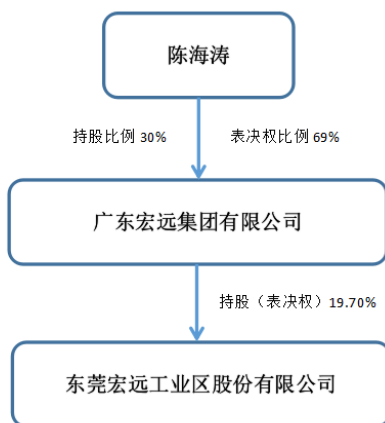 陈海涛
持股比例 30% 表决权比例 69%
广东宏远集团有限公司
持股（表决权）19.70%
东莞宏远工业区股份有限公司